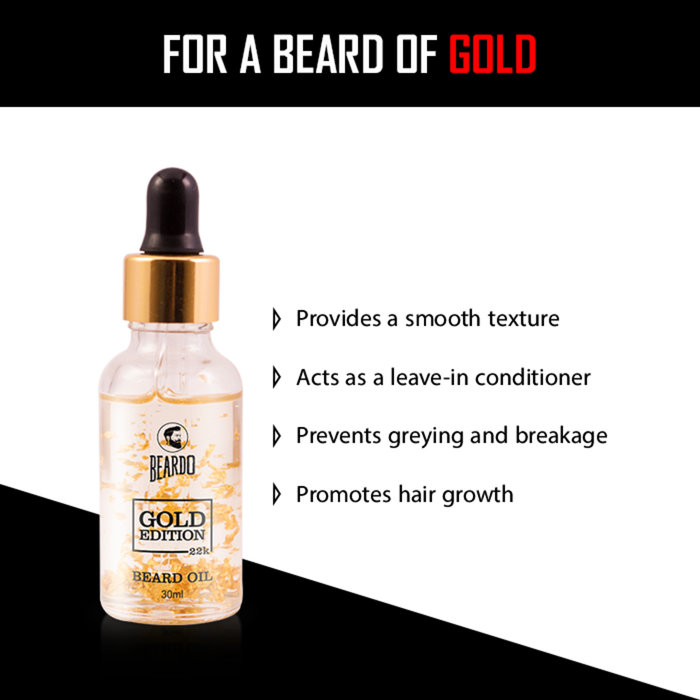 FOR A BEARD OF GOLD
Provides a smooth texture
Acts as a leave-in conditioner
Prevents greying and breakage
Promotes hair growth
BEARDO
GOLD
EDITION
22k
BEARD OIL
30ml